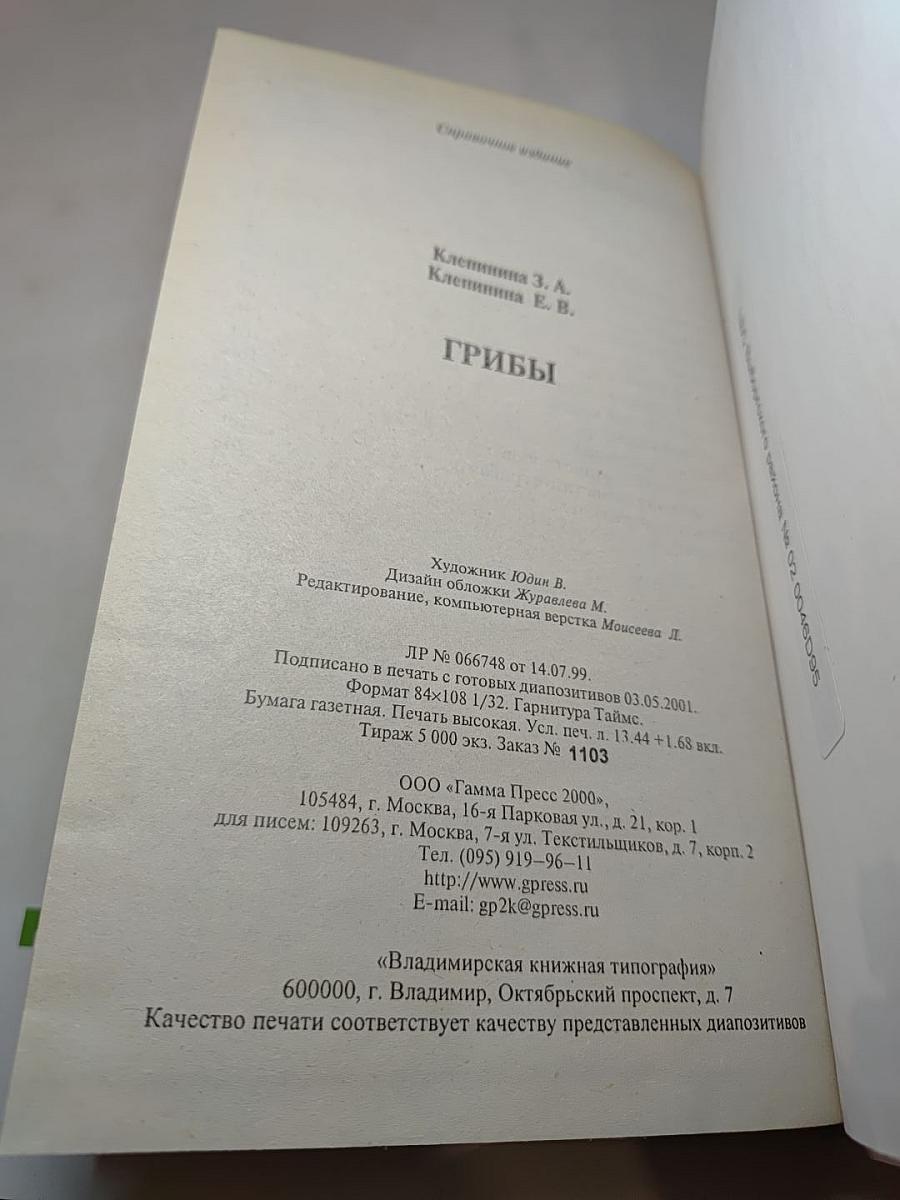 Справочное издание
Клепинина З. А.
Клепинина Е. В.
ГРИБЫ
Художник Юдин В.
Дизайн обложки Журавлева М.
Редактирование, компьютерная верстка Моисеева Л.
ЛР № 066748 от 14.07.99.
Подписано в печать с готовых диапозитивов 03.05.2001.
Формат 84×108 1/32. Гарнитура Таймс.
Бумага газетная. Печать высокая. Усл. печ. л. 13.44 +1.68 вкл.
Тираж 5 000 экз. Заказ № 1103
ООО «Гамма Пресс 2000»,
105484, г. Москва, 16-я Парковая ул., д. 21, кор. 1
для писем: 109263, г. Москва, 7-я ул. Текстильщиков, д. 7, корп. 2
Тел. (095) 919–96–11
http://www.gpress.ru
E-mail: gp2k@gpress.ru
«Владимирская книжная типография»
600000, г. Владимир, Октябрьский проспект, д. 7
Качество печати соответствует качеству представленных диапозитивов